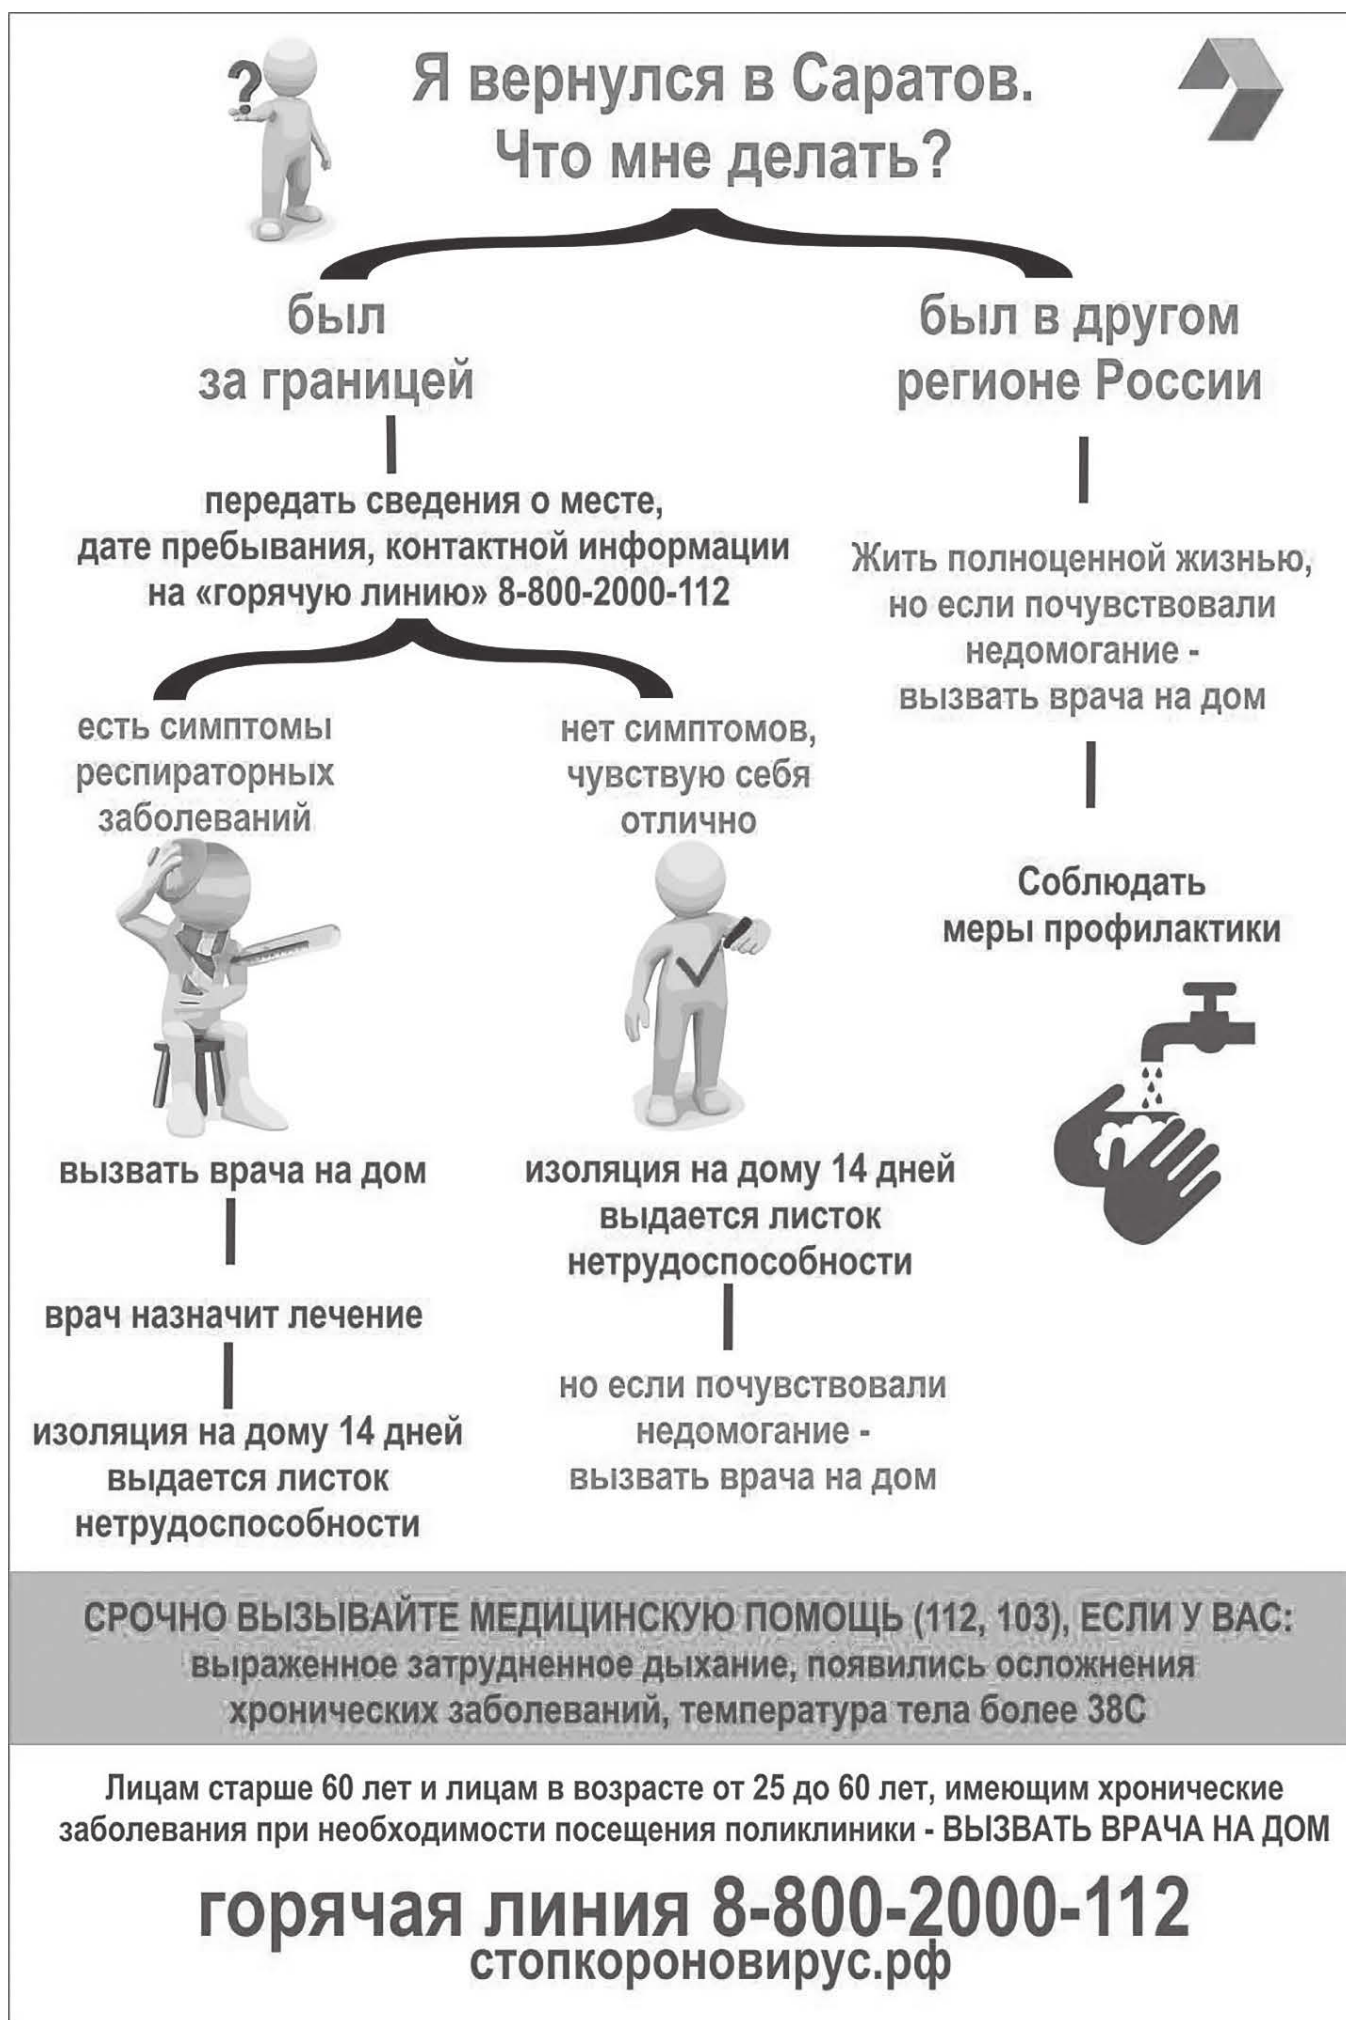 ?
Я вернулся в Саратов.
Что мне делать?
был
за границей
передать сведения о месте,
дате пребывания, контактной информации
на «горячую линию» 8-800-2000-112
есть симптомы
респираторных
заболеваний
вызвать врача на дом
врач назначит лечение
изоляция на дому 14 дней
выдается листок
нетрудоспособности
нет симптомов,
чувствую себя
отлично
изоляция на дому 14 дней
выдается листок
нетрудоспособности
но если почувствовали
недомогание -
вызвать врача на дом
был в другом
регионе России
Жить полноценной жизнью,
но если почувствовали
недомогание -
вызвать врача на дом
Соблюдать
меры профилактики
СРОЧНО ВЫЗЫВАЙТЕ МЕДИЦИНСКУЮ ПОМОЩЬ (112, 103), ЕСЛИ У ВАС:
выраженное затрудненное дыхание, появились осложнения
хронических заболеваний, температура тела более 38С
Лицам старше 60 лет и лицам в возрасте от 25 до 60 лет, имеющим хронические
заболевания при необходимости посещения поликлиники - ВЫЗВАТЬ ВРАЧА НА ДОМ
горячая линия 8-800-2000-112
стопкороновирус.рф